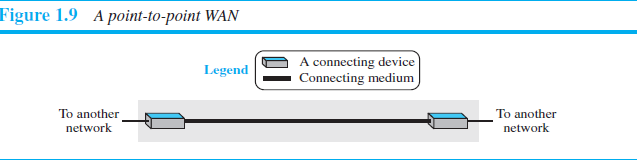 Figure 1.9 A point-to-point WAN
Legend
A connecting device
Connecting medium
To another
network
To another
network